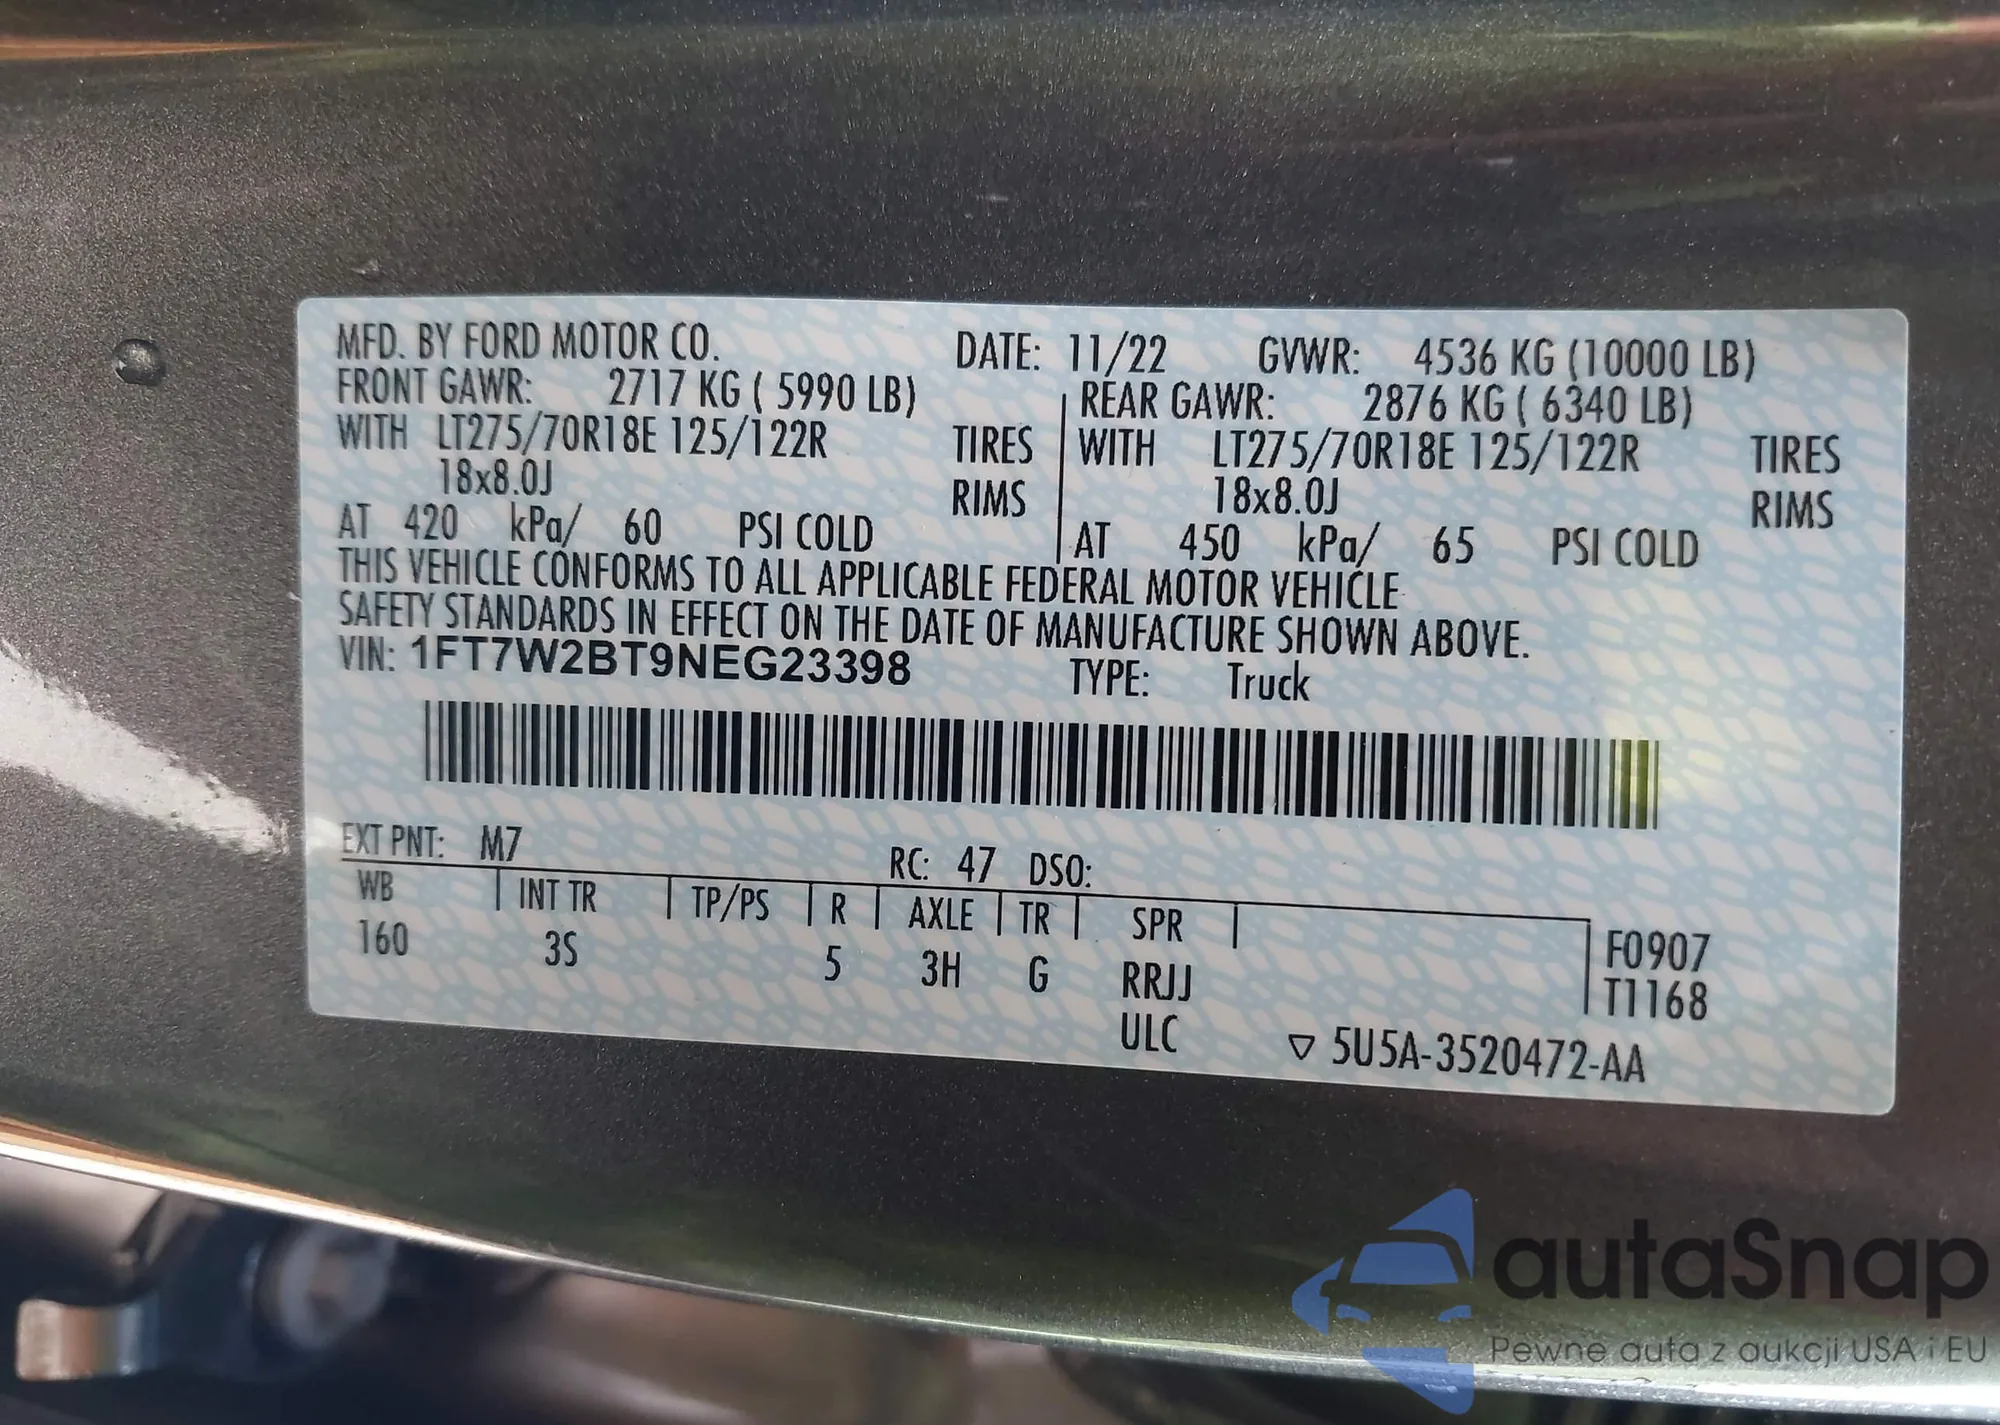 MFD. BY FORD MOTOR CO. DATE: 11/22 GVWR: 4536 KG (10000 LB)
FRONT GAWR: 2717 KG ( 5990 LB) REAR GAWR: 2876 KG ( 6340 LB)
WITH LT275/70R18E 125/122R TIRES WITH LT275/70R18E 125/122R TIRES
18x8.0J RIMS 18x8.0J RIMS
AT 420 kPa/ 60 PSI COLD AT 450 kPa/ 65 PSI COLD
THIS VEHICLE CONFORMS TO ALL APPLICABLE FEDERAL MOTOR VEHICLE
SAFETY STANDARDS IN EFFECT ON THE DATE OF MANUFACTURE SHOWN ABOVE.
VIN: 1FT7W2BT9NEG23398 TYPE: Truck
EXT PNT: M7 RC: 47 DSO:
WB INT TR TP/PS R AXLE TR SPR
160 3S 5 3H G RRJJ F0907
ULC T1168
▽ 5U5A-3520472-AA
autaSnap
Pewne auta z aukcji USA i EU